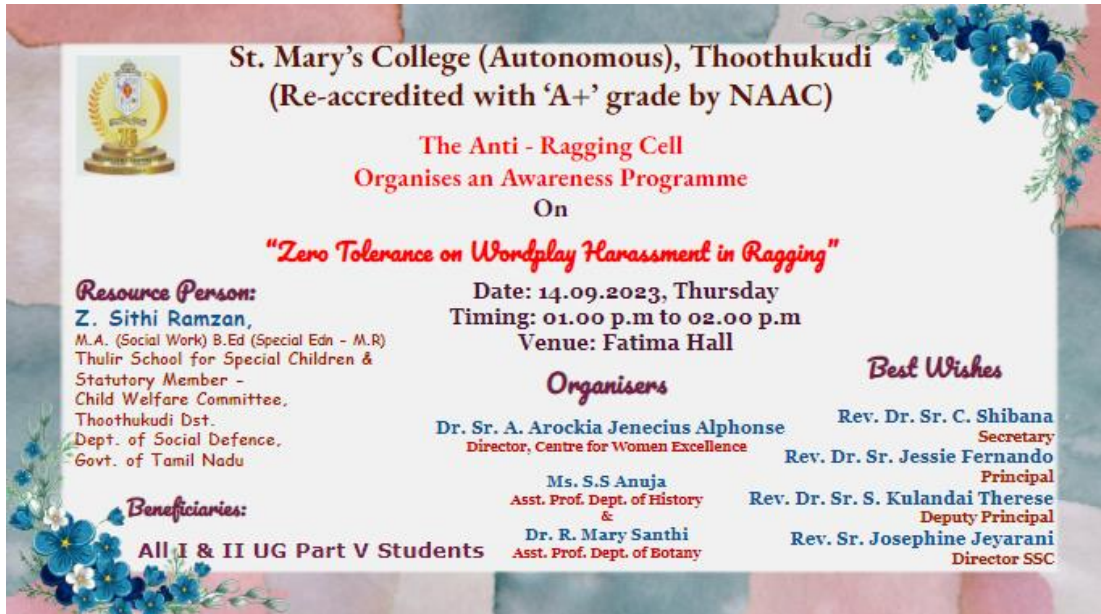 St. Mary's College (Autonomous), Thoothukudi
(Re-accredited with 'A+' grade by NAAC)
The Anti - Ragging Cell
Organises an Awareness Programme
On
"Zero Tolerance on Wordplay Harassment in Ragging"
Resource Person:
Z. Sithi Ramzan,
M.A. (Social Work) B.Ed (Special Edn - M.R)
Thulir School for Special Children &
Statutory Member -
Child Welfare Committee,
Thoothukudi Dst.
Dept. of Social Defence,
Govt. of Tamil Nadu
Beneficiaries:
All I & II UG Part V Students
Date: 14.09.2023, Thursday
Timing: 01.00 p.m to 02.00 p.m
Venue: Fatima Hall
Organisers
Dr. Sr. A. Arockia Jenecius Alphonse
Director, Centre for Women Excellence
Ms. S.S Anuja
Asst. Prof. Dept. of History
&
Dr. R. Mary Santhi
Asst. Prof. Dept. of Botany
Best Wishes
Rev. Dr. Sr. C. Shibana
Secretary
Rev. Dr. Sr. Jessie Fernando
Principal
Rev. Dr. Sr. S. Kulandai Therese
Deputy Principal
Rev. Sr. Josephine Jeyarani
Director SSC